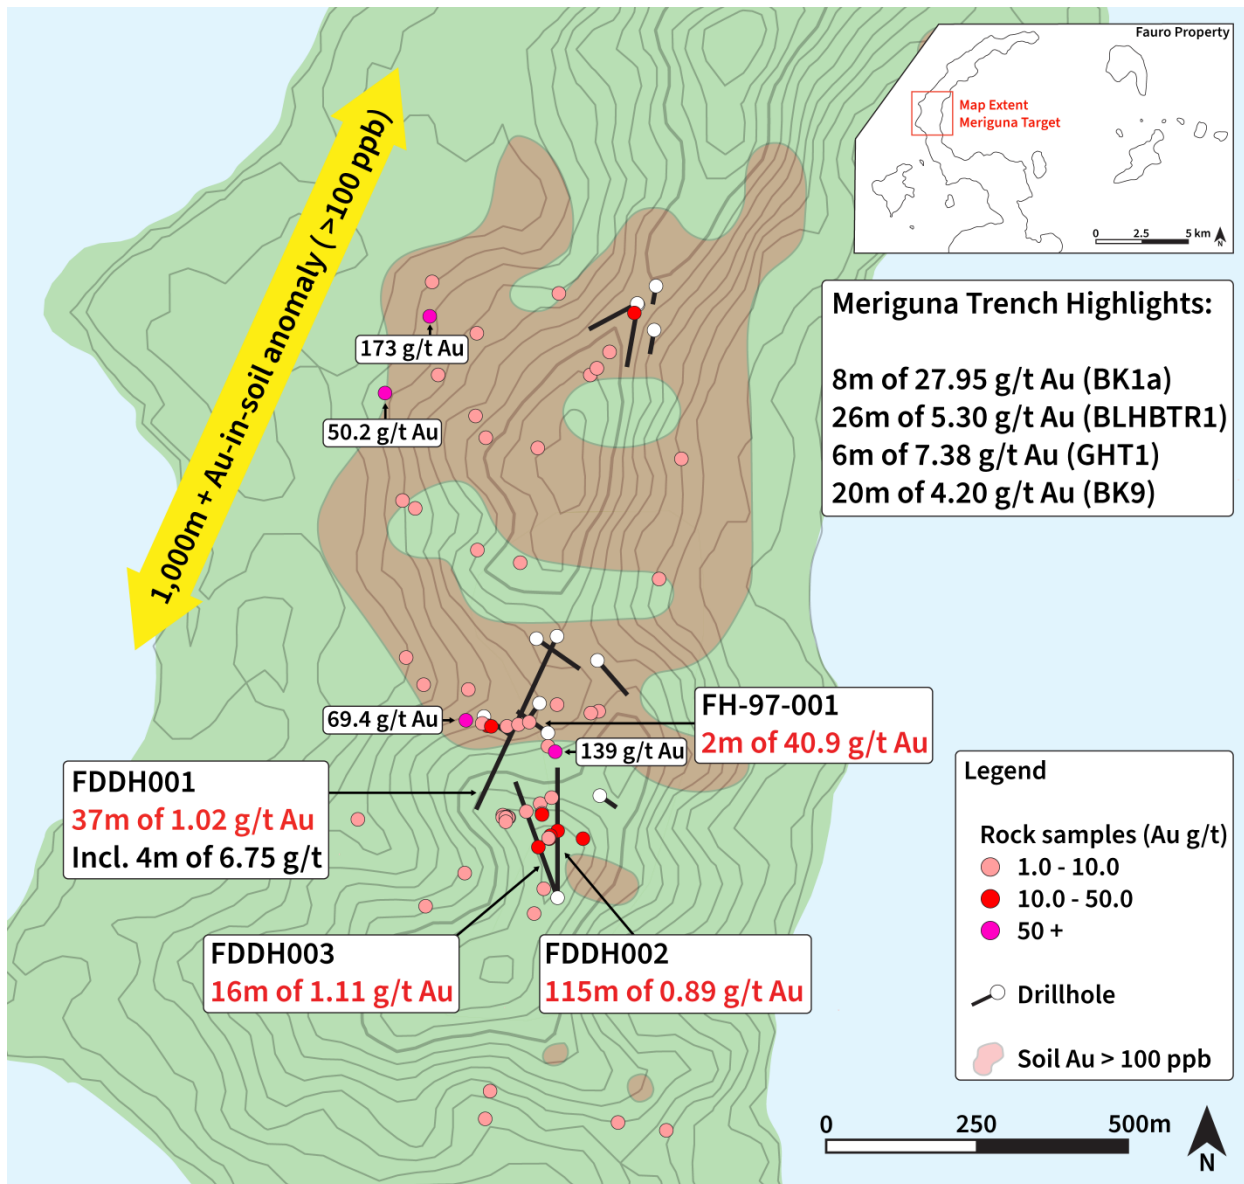 Fauro Property
Map Extent
Meriguna Target
0 2.5 5 km
N
1,000m + Au-in-soil anomaly ( >100 ppb)
Meriguna Trench Highlights:
8m of 27.95 g/t Au (BK1a)
26m of 5.30 g/t Au (BLHBTR1)
6m of 7.38 g/t Au (GHT1)
20m of 4.20 g/t Au (BK9)
173 g/t Au
50.2 g/t Au
69.4 g/t Au
139 g/t Au
FH-97-001
2m of 40.9 g/t Au
FDDH001
37m of 1.02 g/t Au
Incl. 4m of 6.75 g/t
FDDH003
16m of 1.11 g/t Au
FDDH002
115m of 0.89 g/t Au
Legend
Rock samples (Au g/t)
1.0 - 10.0
10.0 - 50.0
50 +
Drillhole
Soil Au > 100 ppb
0 250 500m
N